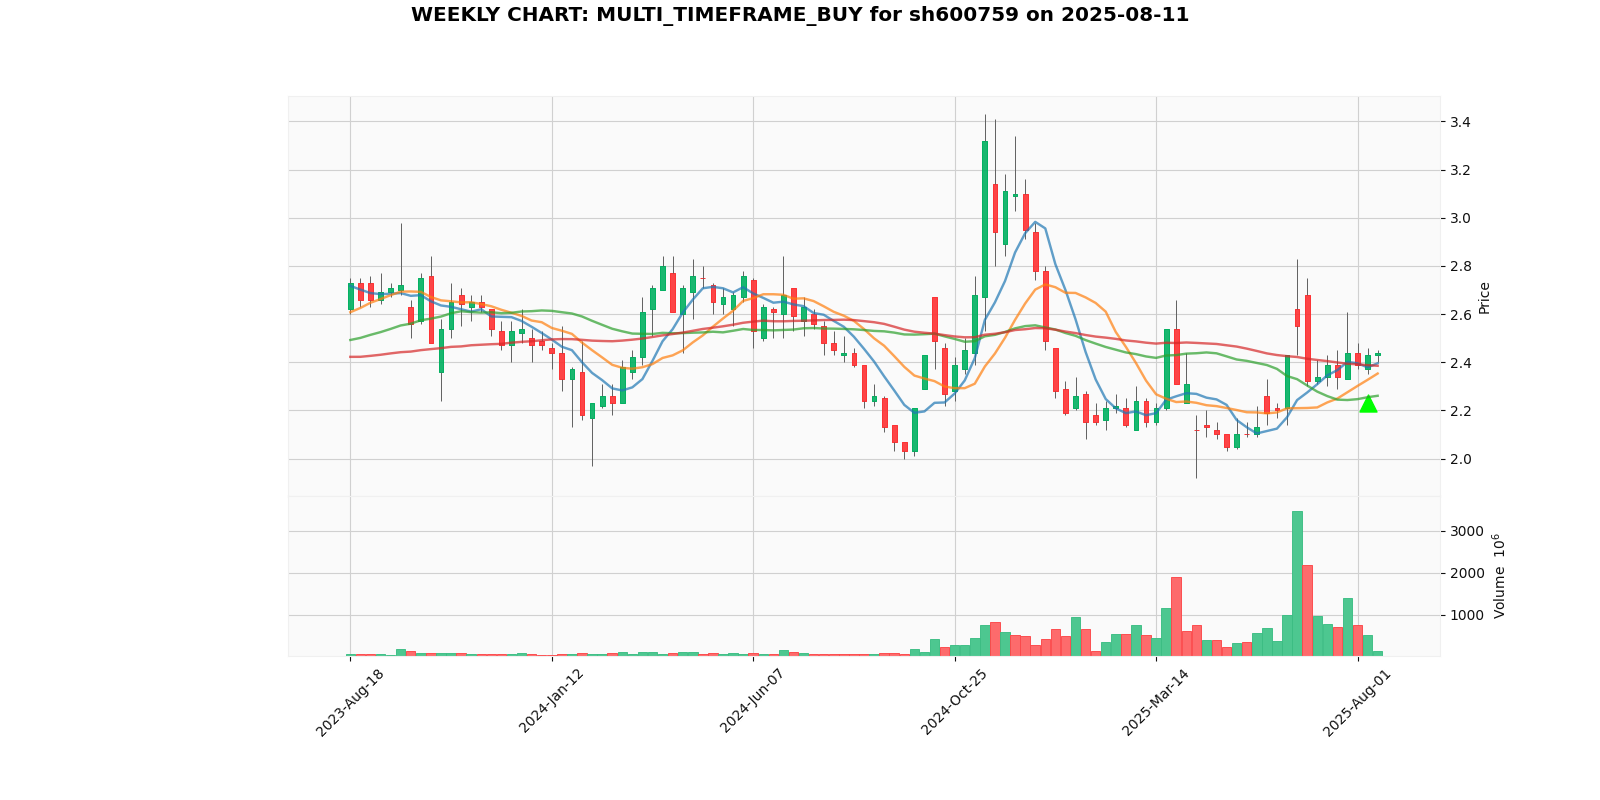 WEEKLY CHART: MULTI_TIMEFRAME_BUY for sh600759 on 2025-08-11
3.4
3.2
3.0
2.8
2.6
2.4
2.2
2.0
Price
3000
2000
1000
Volume 10⁶
2023-Aug-18
2024-Jan-12
2024-Jun-07
2024-Oct-25
2025-Mar-14
2025-Aug-01